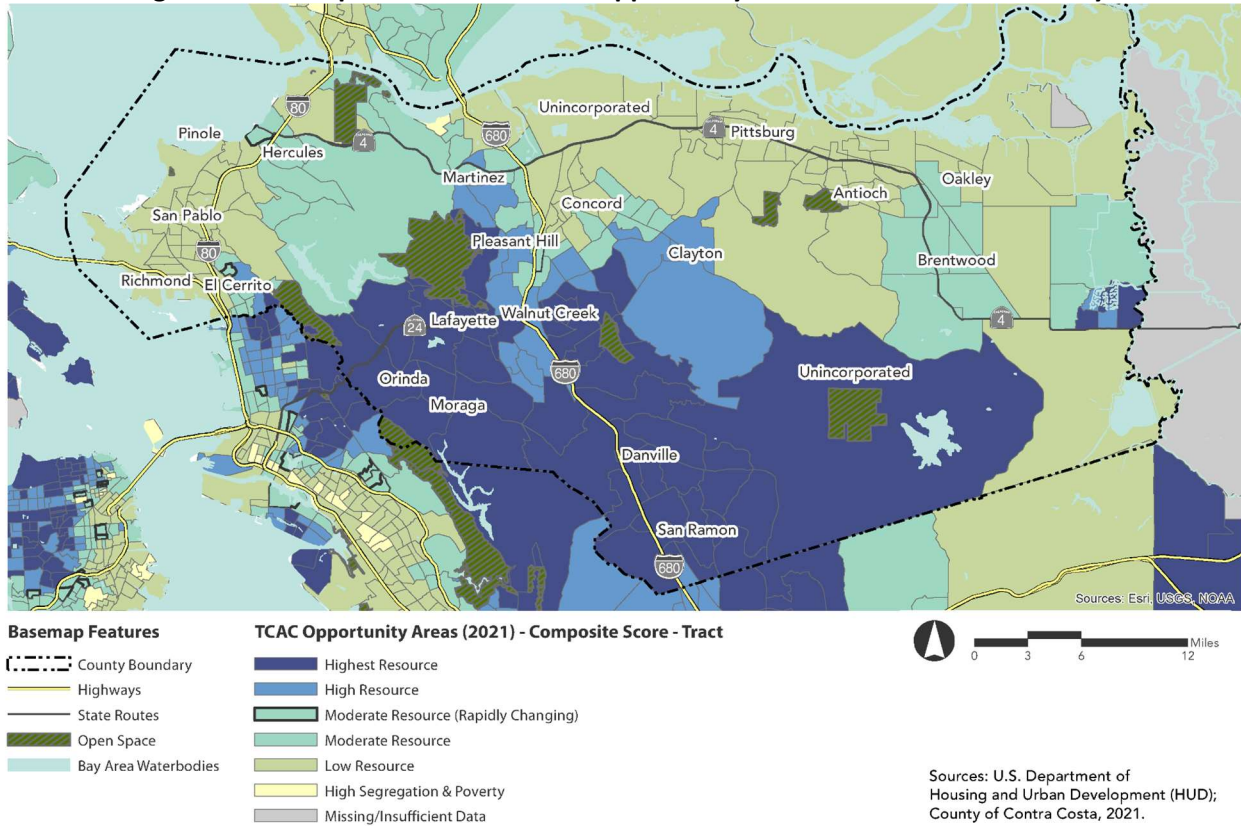 Unincorporated
80
680
4
Pittsburg
Pinole
4
Hercules
Martinez
Oakley
Antioch
Concord
San Pablo
Pleasant Hill
Clayton
80
Brentwood
Richmond
El Cerrito
Walnut Creek
Lafayette
4
24
Unincorporated
680
Orinda
Moraga
Danville
San Ramon
680
Sources: Esri, USGS, NOAA
Basemap Features
County Boundary
Highways
State Routes
Open Space
Bay Area Waterbodies
TCAC Opportunity Areas (2021) - Composite Score - Tract
Highest Resource
High Resource
Moderate Resource (Rapidly Changing)
Moderate Resource
Low Resource
High Segregation & Poverty
Missing/Insufficient Data
Miles
0 3 6 12
Sources: U.S. Department of
Housing and Urban Development (HUD);
County of Contra Costa, 2021.